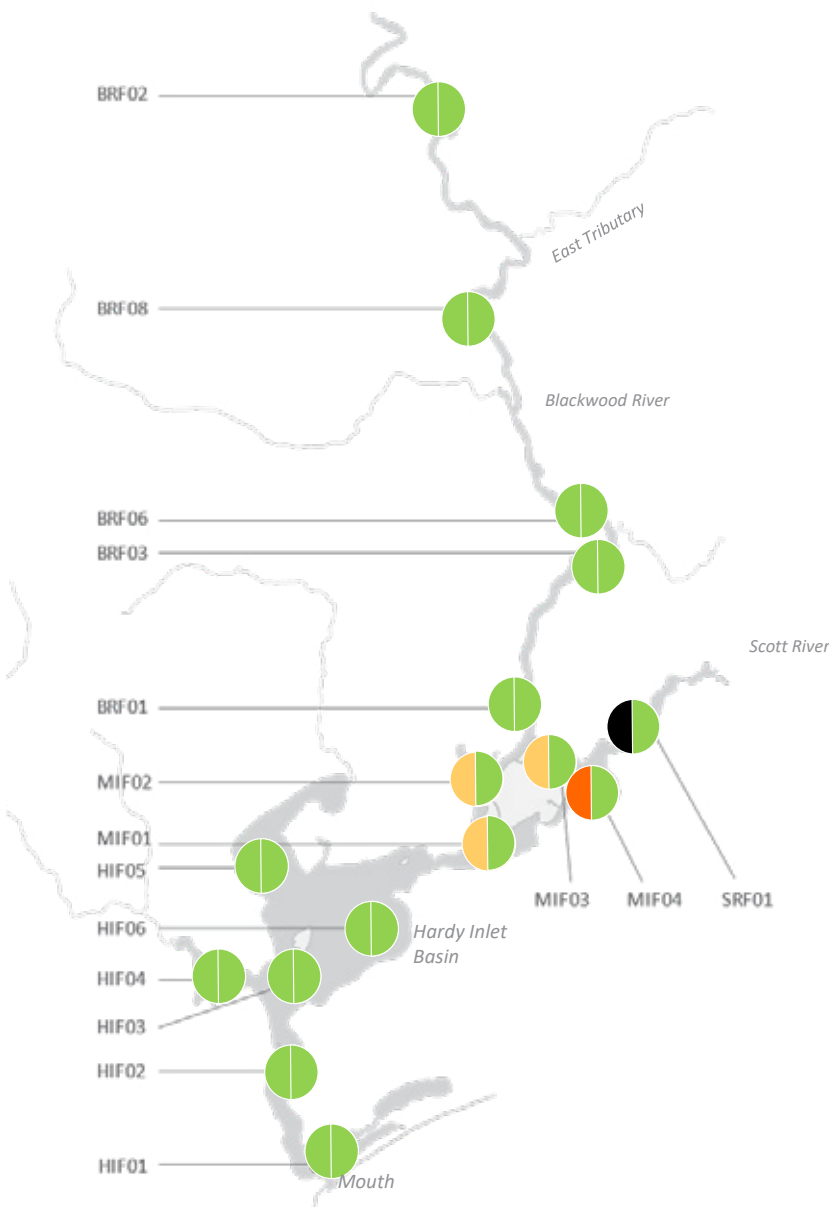 BRF02
East Tributary
BRF08
Blackwood River
BRF06
BRF03
Scott River
BRF01
MIF02
MIF01
HIF05
MIF03
MIF04
SRF01
HIF06
Hardy Inlet
Basin
HIF04
HIF03
HIF02
HIF01
Mouth